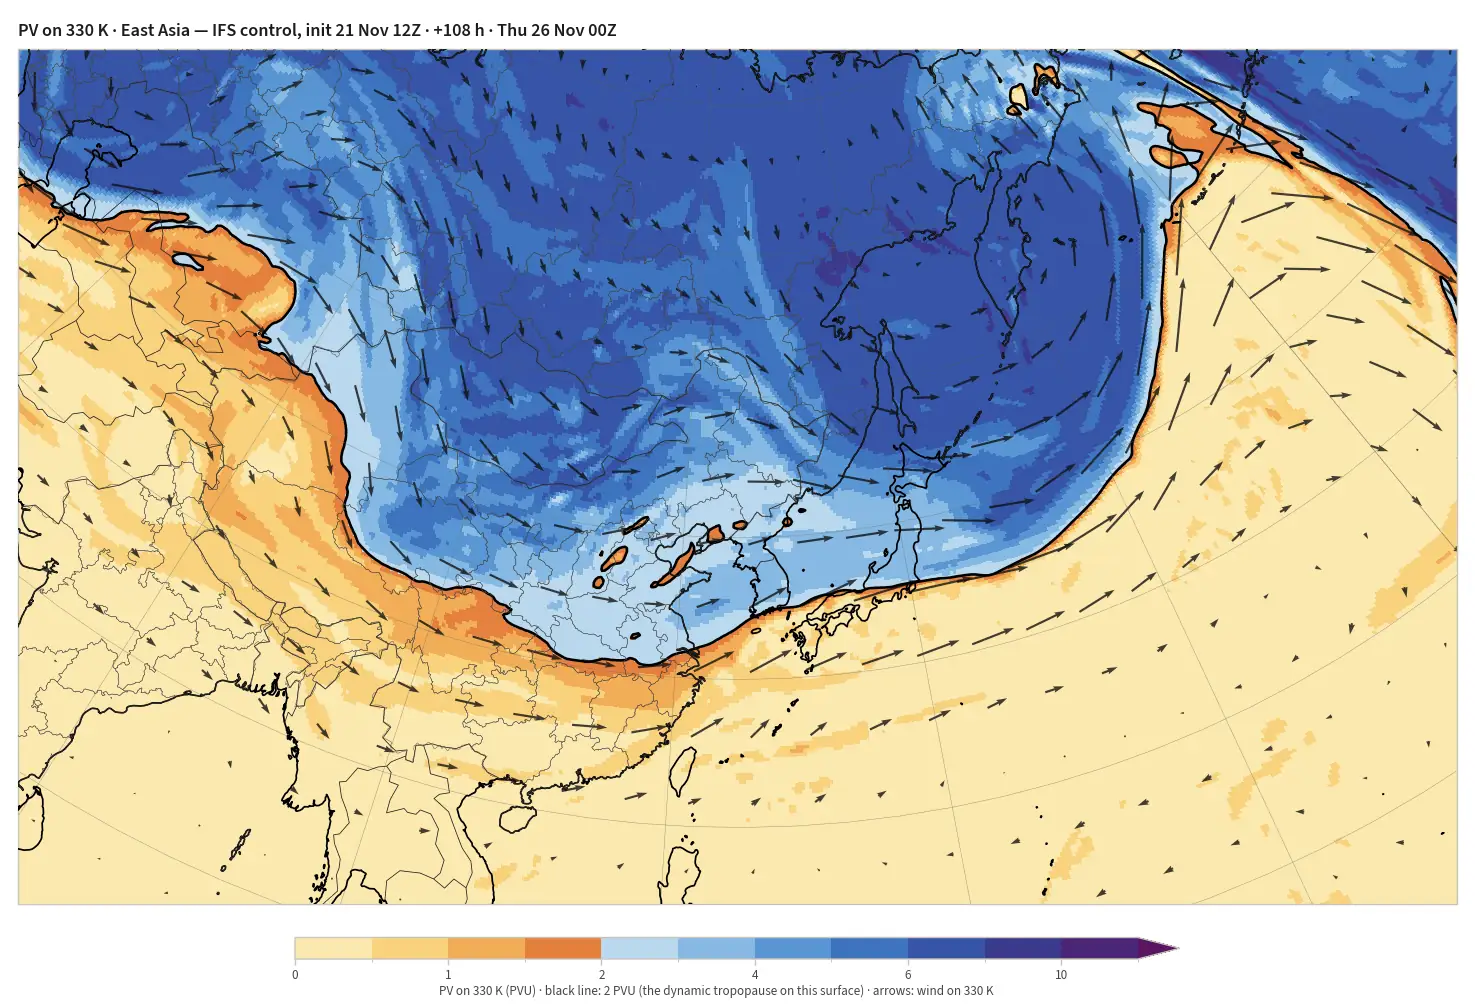 PV on 330 K · East Asia — IFS control, init 21 Nov 12Z · +108 h · Thu 26 Nov 00Z
0 1 2 4 6 10
PV on 330 K (PVU) · black line: 2 PVU (the dynamic tropopause on this surface) · arrows: wind on 330 K